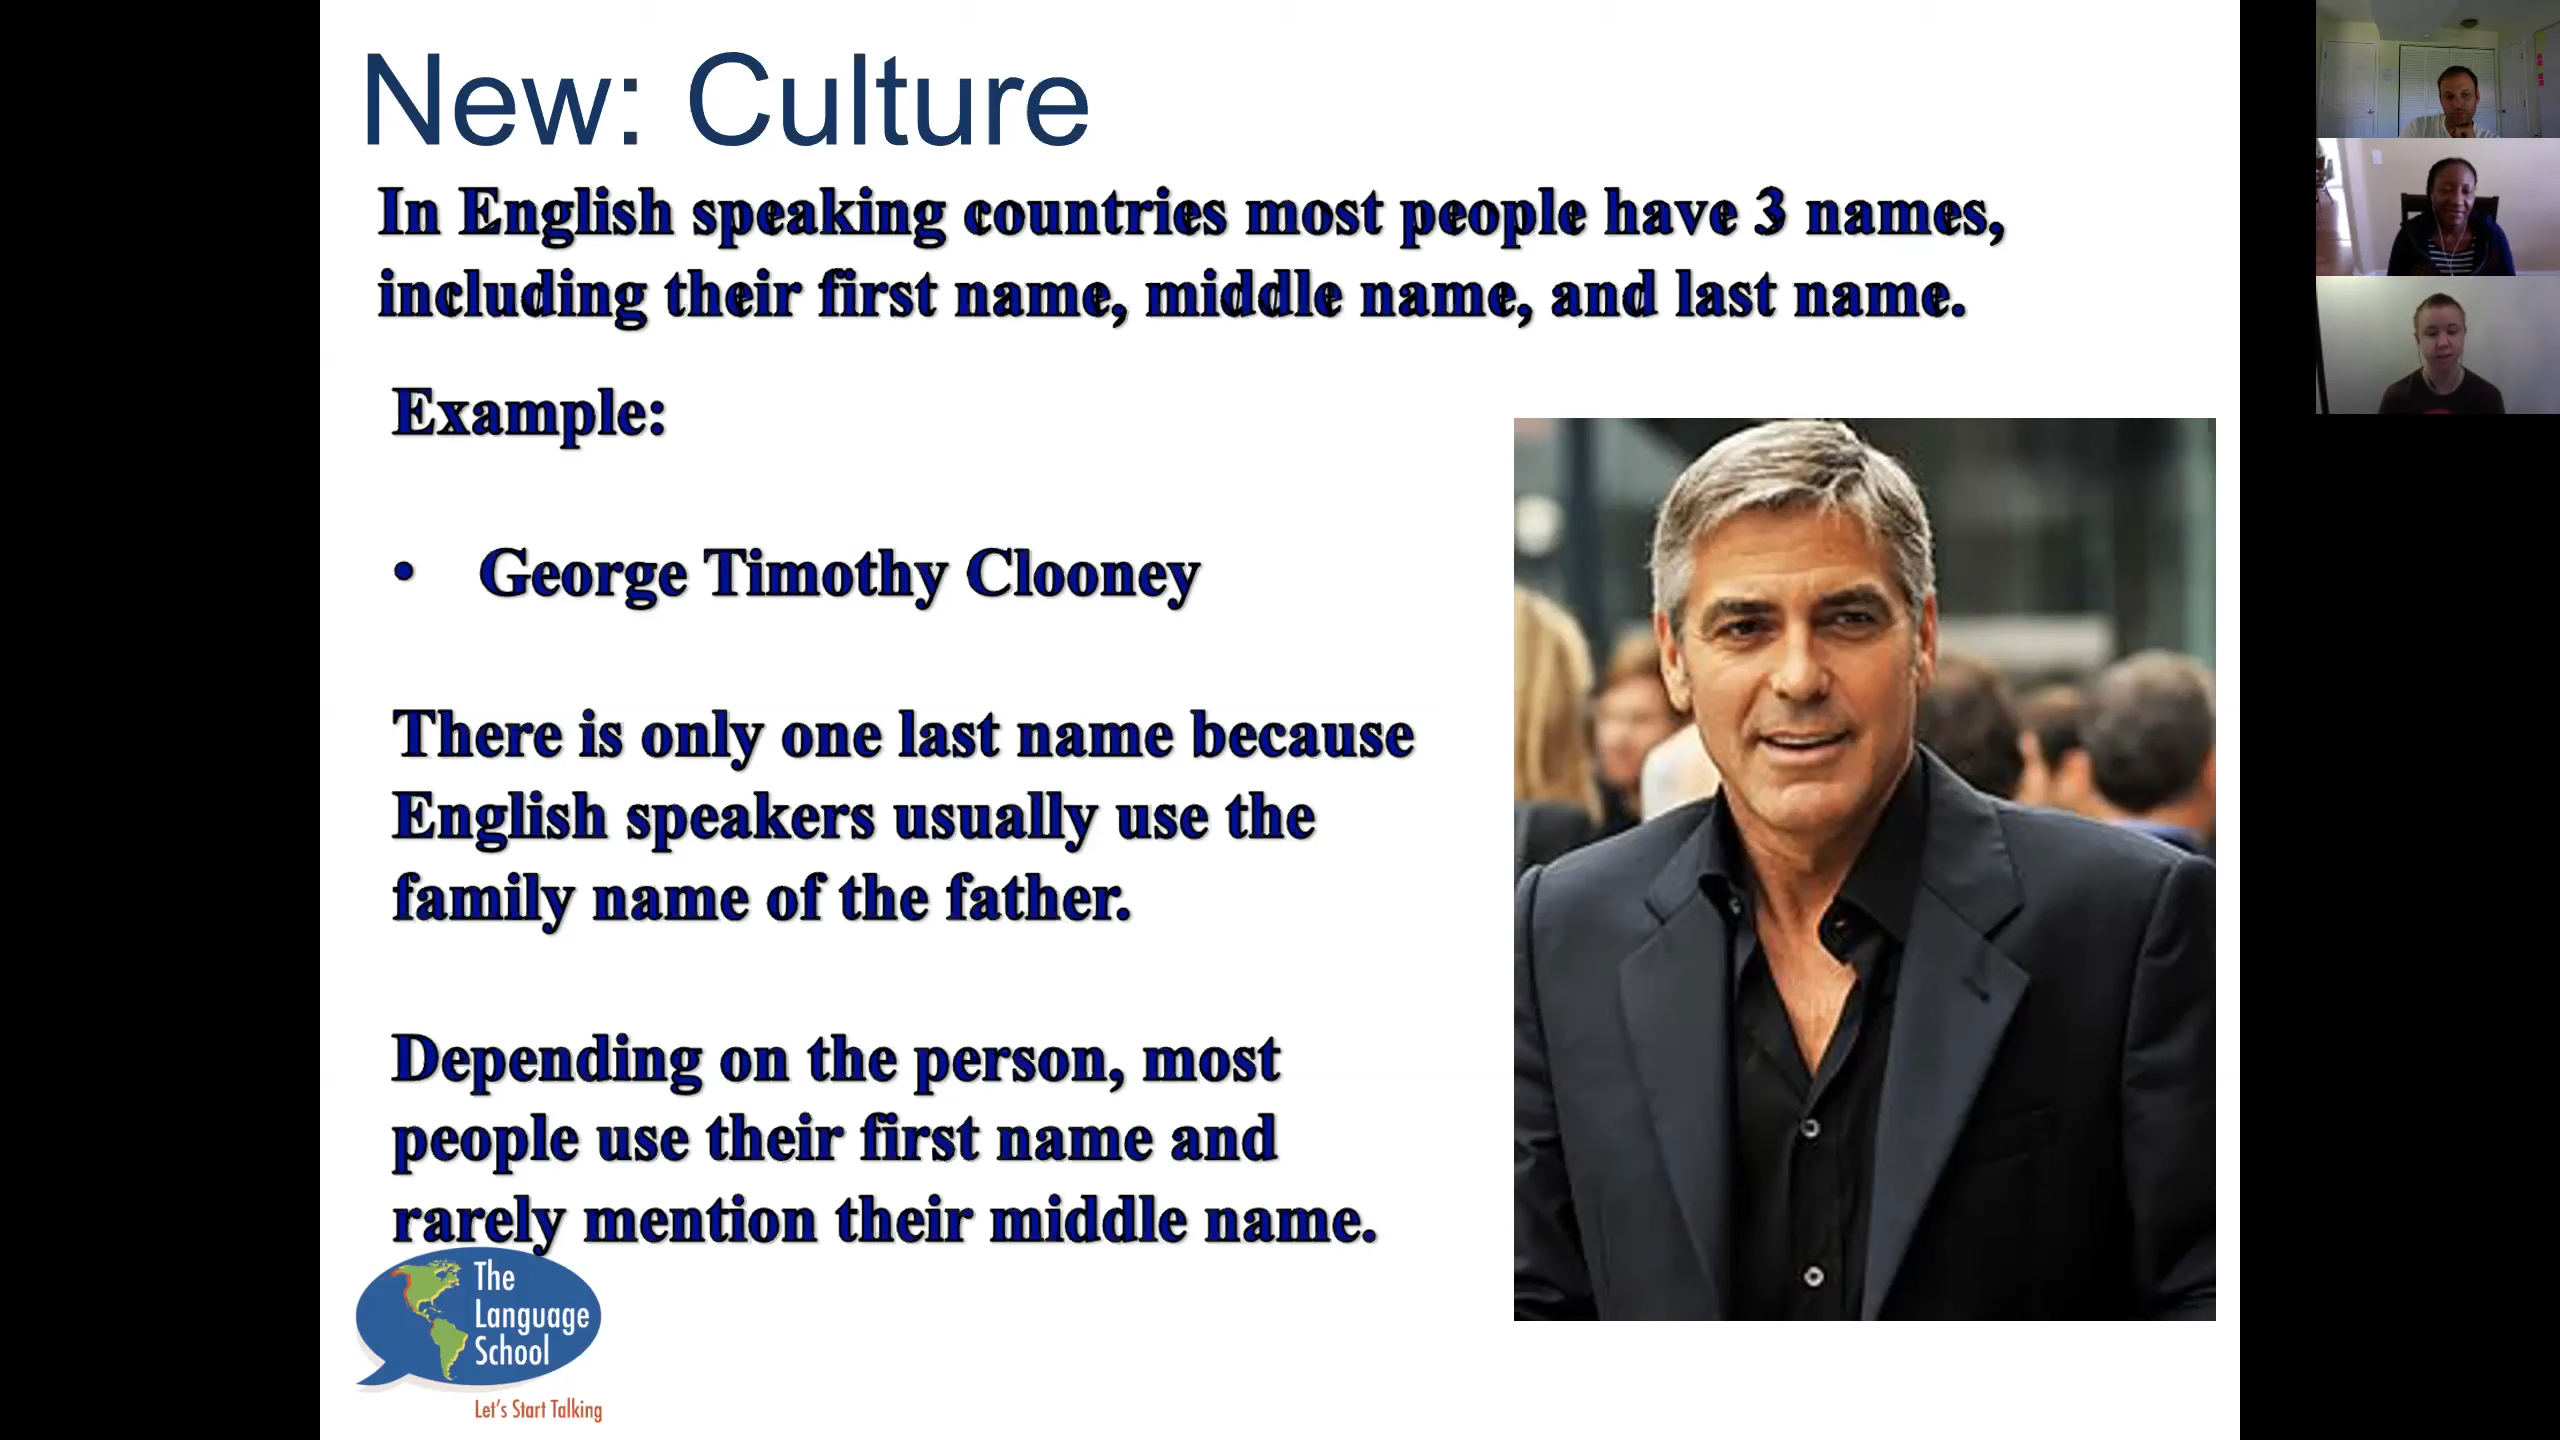 New: Culture
In English speaking countries most people have 3 names,
including their first name, middle name, and last name.
Example:
• George Timothy Clooney
There is only one last name because
English speakers usually use the
family name of the father.
Depending on the person, most
people use their first name and
rarely mention their middle name.
The
Language
School
Let's Start Talking